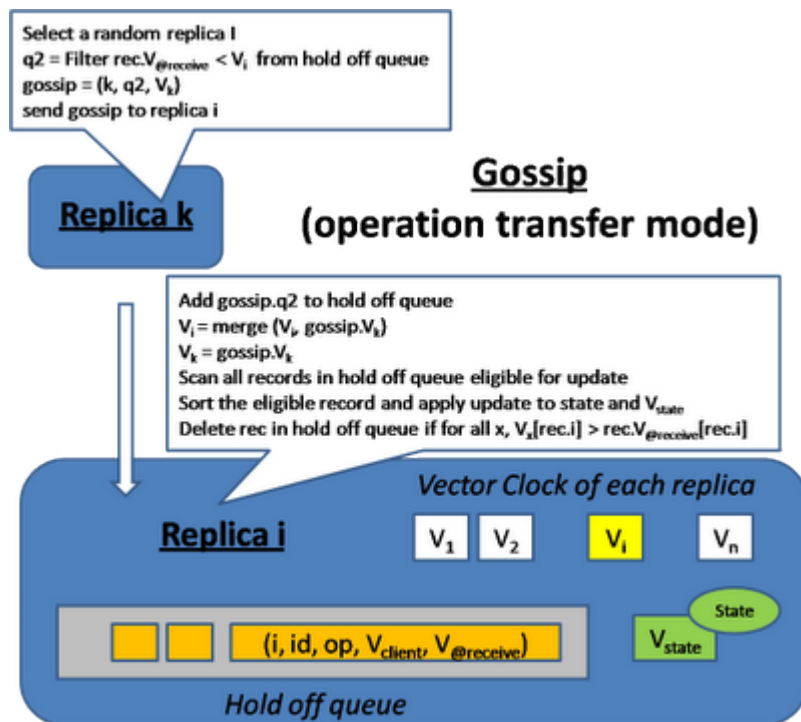 Select a random replica I
q2 = Filter rec.V@receive < Vi from hold off queue
gossip = (k, q2, Vk)
send gossip to replica i
Gossip
(operation transfer mode)
Replica k
Add gossip.q2 to hold off queue
Vi = merge (Vi, gossip.Vk)
Vk = gossip.Vk
Scan all records in hold off queue eligible for update
Sort the eligible record and apply update to state and Vstate
Delete rec in hold off queue if for all x, Vx[rec.i] > rec.V@receive[rec.i]
Vector Clock of each replica
Replica i
V1 V2 Vi Vn
State
Vstate
(i, id, op, Vclient, V@receive)
Hold off queue